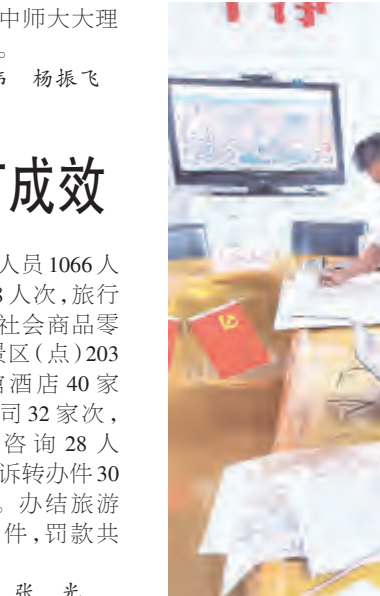 中师大大理
。
杨振飞
成效
人员1066人
8人次，旅行
社会商品零
景区（点）203
馆酒店40家
司32家次，
咨询28人
诉转办件30
。办结旅游
件，罚款共
张 光